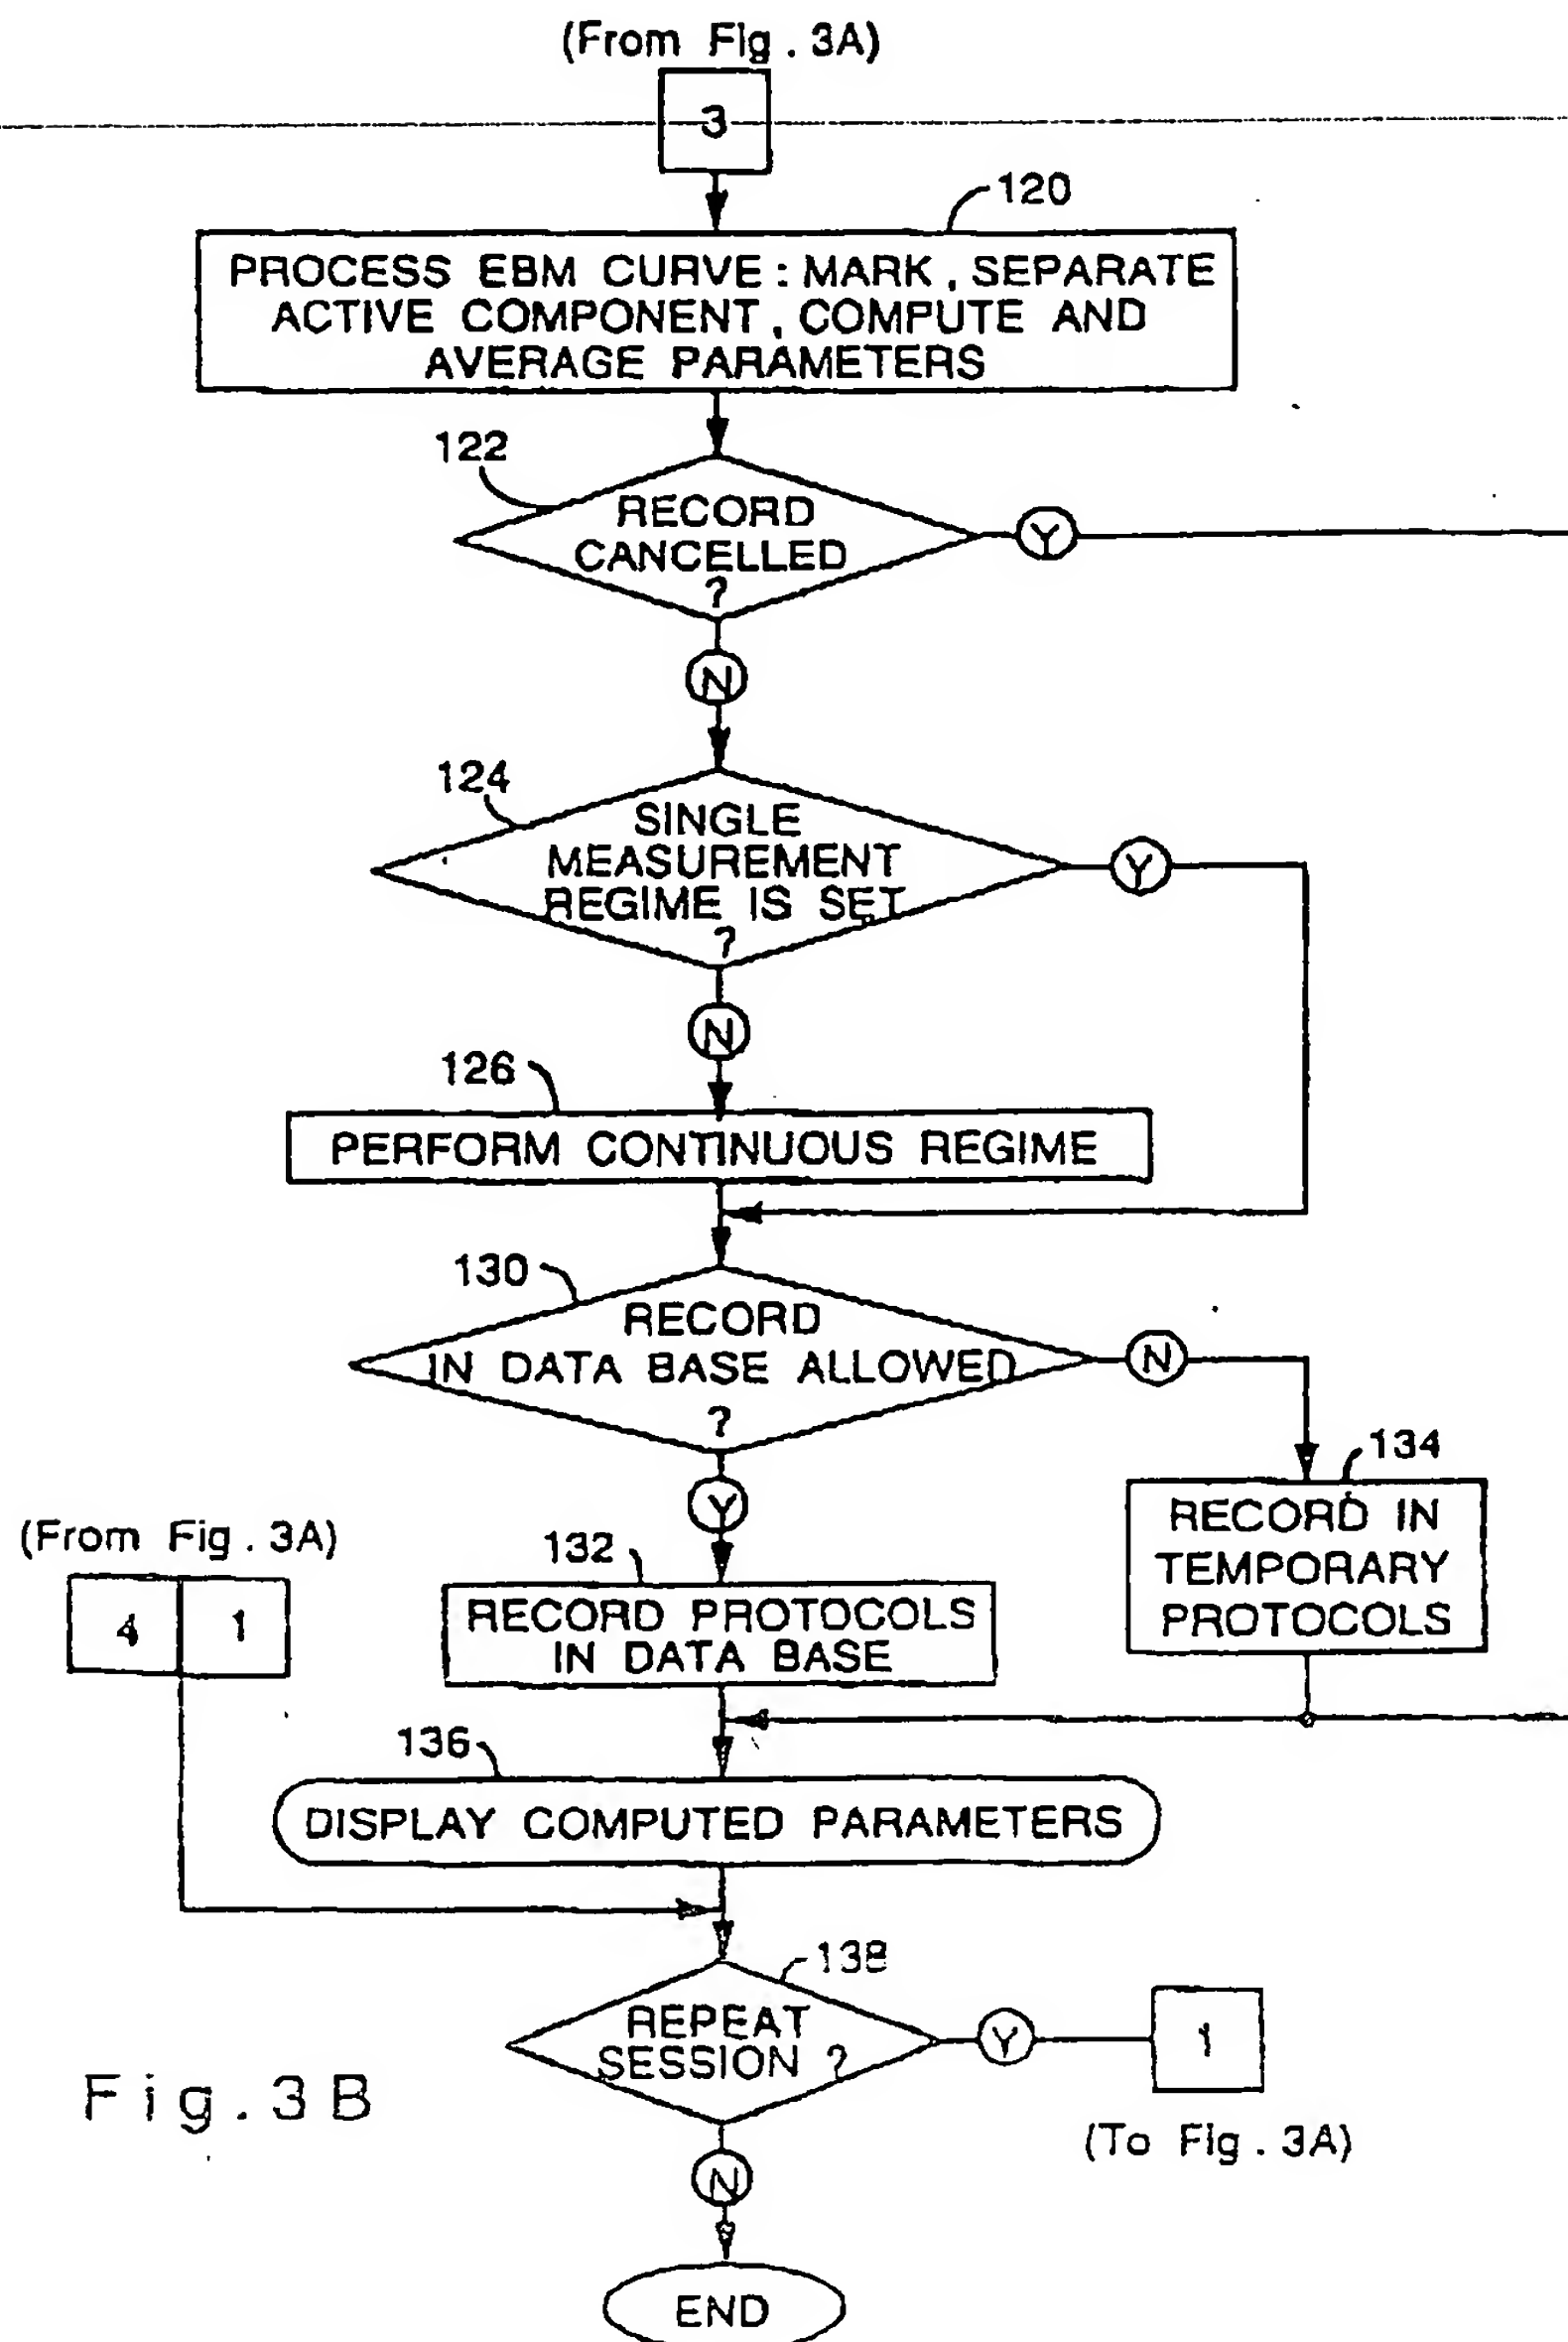 (From Fig. 3A)
3
120
PROCESS EBM CURVE : MARK, SEPARATE
ACTIVE COMPONENT, COMPUTE AND
AVERAGE PARAMETERS
122
RECORD
CANCELLED
?
Y
N
124
SINGLE
MEASUREMENT
REGIME IS SET
?
Y
N
126
PERFORM CONTINUOUS REGIME
130
RECORD
IN DATA BASE ALLOWED
?
N
Y
134
RECORD IN
TEMPORARY
PROTOCOLS
(From Fig. 3A)
4 1
132
RECORD PROTOCOLS
IN DATA BASE
136
DISPLAY COMPUTED PARAMETERS
138
REPEAT
SESSION ?
Y
1
(To Fig. 3A)
Fig. 3B
N
END